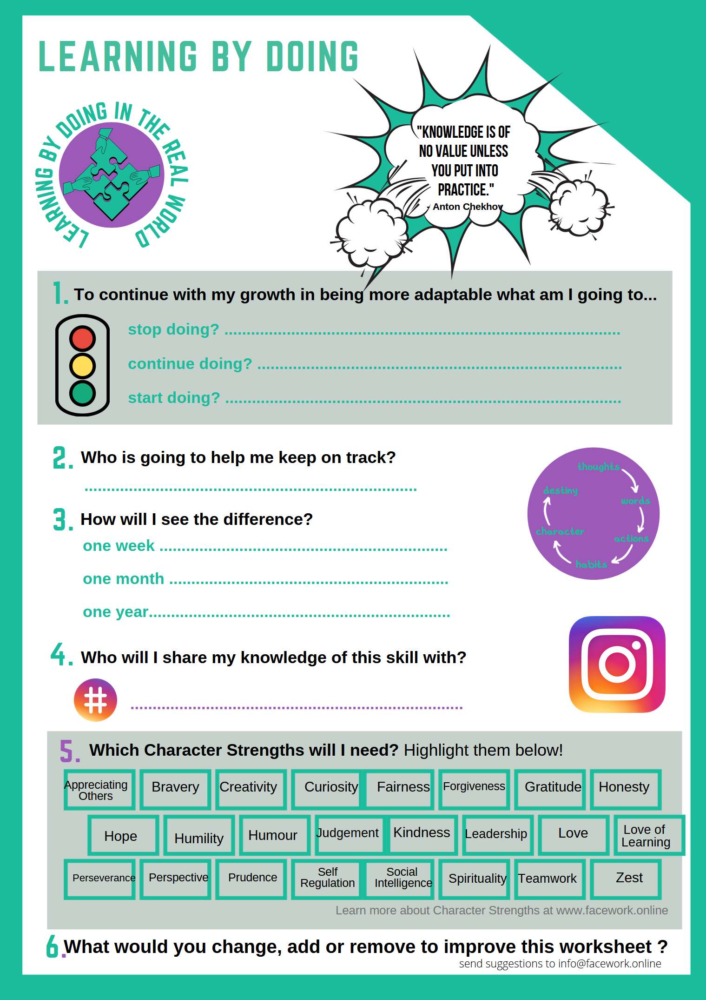 LEARNING BY DOING
LEARNING BY DOING IN THE REAL WORLD
"KNOWLEDGE IS OF
NO VALUE UNLESS
YOU PUT INTO
PRACTICE."
- Anton Chekhov
1. To continue with my growth in being more adaptable what am I going to...
stop doing? .........................................................................................
continue doing? ..................................................................................
start doing? .........................................................................................
2. Who is going to help me keep on track?
..............................................................................
3. How will I see the difference?
one week .................................................................
one month ...............................................................
one year....................................................................
thoughts
words
actions
habits
character
destiny
4. Who will I share my knowledge of this skill with?
# ...........................................................................
5. Which Character Strengths will I need? Highlight them below!
Appreciating
Others
Bravery
Creativity
Curiosity
Fairness
Forgiveness
Gratitude
Honesty
Hope
Humility
Humour
Judgement
Kindness
Leadership
Love
Love of
Learning
Perseverance
Perspective
Prudence
Self
Regulation
Social
Intelligence
Spirituality
Teamwork
Zest
Learn more about Character Strengths at www.facework.online
6. What would you change, add or remove to improve this worksheet ?
send suggestions to info@facework.online